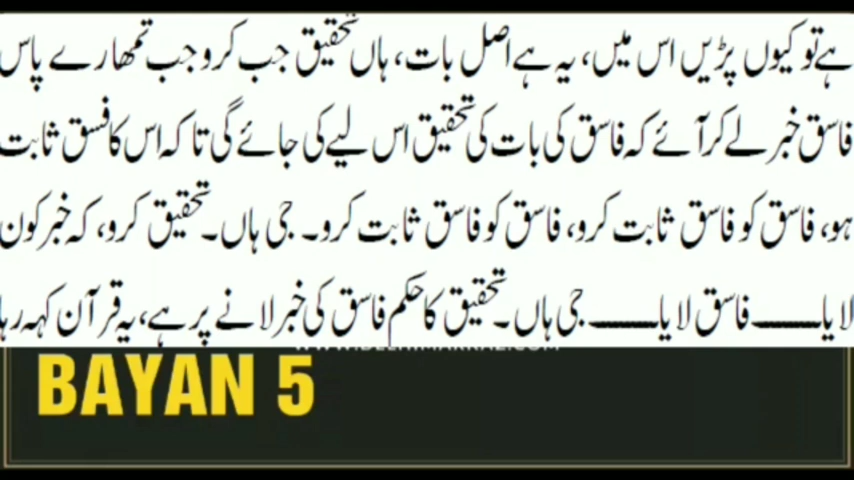 ہے تو کیوں پڑیں اس میں، یہ ہے اصل بات، ہاں تحقیق جب کرو جب تمھارے پاس
فاسق خبر لے کر آئے کہ فاسق کی بات کی تحقیق اس لیے کی جائے گی تا کہ اس کا فسق ثابت
ہو، فاسق کو فاسق ثابت کرو، فاسق کو فاسق ثابت کرو۔ جی ہاں۔ تحقیق کرو، کہ خبر کون
لایا ـــــــ فاسق لایا ـــــــ جی ہاں۔ تحقیق کا حکم فاسق کی خبر لانے پر ہے، یہ قرآن کہہ رہا
BAYAN 5